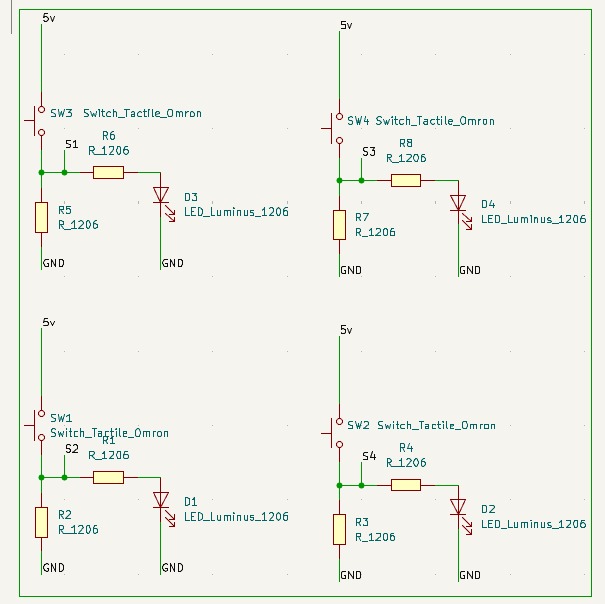 5v
SW3 Switch_Tactile_Omron
S1
R6
R_1206
R5
R_1206
D3
LED_Luminus_1206
GND
GND
5v
SW4 Switch_Tactile_Omron
S3
R8
R_1206
R7
R_1206
D4
LED_Luminus_1206
GND
GND
5v
SW1
Switch_Tactile_Omron
S2
R1
R_1206
R2
R_1206
D1
LED_Luminus_1206
GND
GND
5v
SW2 Switch_Tactile_Omron
S4
R4
R_1206
R3
R_1206
D2
LED_Luminus_1206
GND
GND